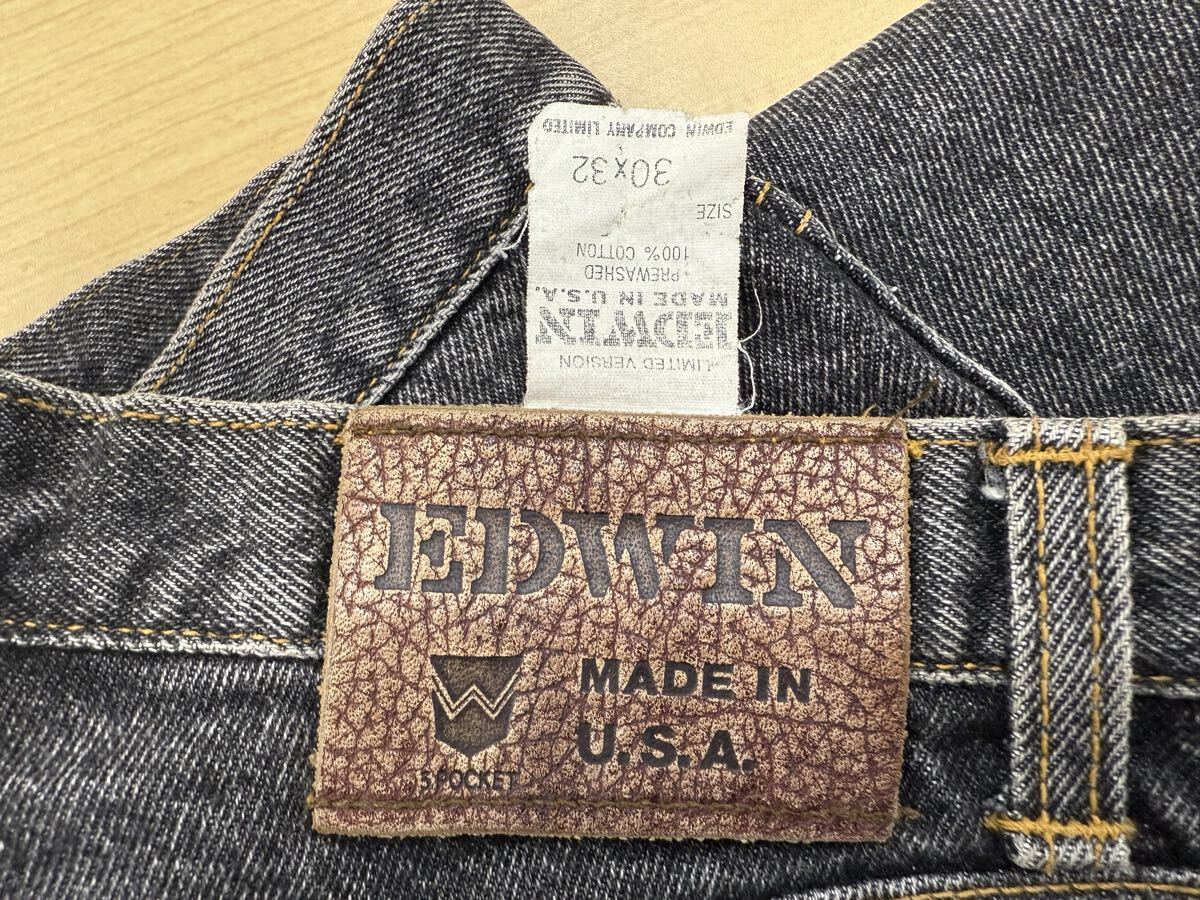 LIMITED VERSION
EDWIN
MADE IN U.S.A.
PREWASHED
100% COTTON
SIZE
30x32
EDWIN COMPANY LIMITED
EDWIN
W
MADE IN
U.S.A.
5 POCKET